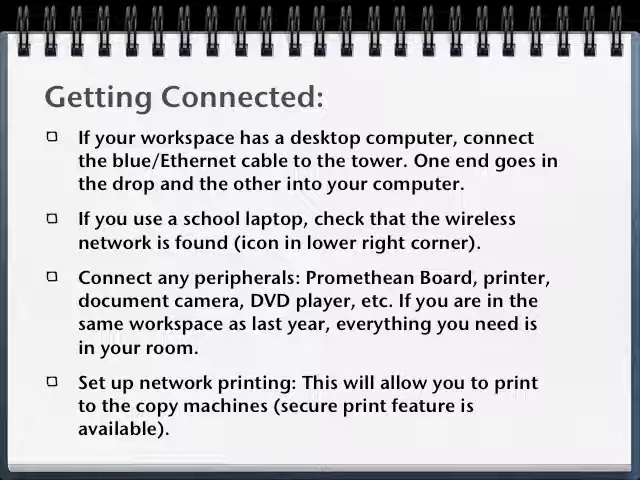 Getting Connected:
If your workspace has a desktop computer, connect
the blue/Ethernet cable to the tower. One end goes in
the drop and the other into your computer.
If you use a school laptop, check that the wireless
network is found (icon in lower right corner).
Connect any peripherals: Promethean Board, printer,
document camera, DVD player, etc. If you are in the
same workspace as last year, everything you need is
in your room.
Set up network printing: This will allow you to print
to the copy machines (secure print feature is
available).